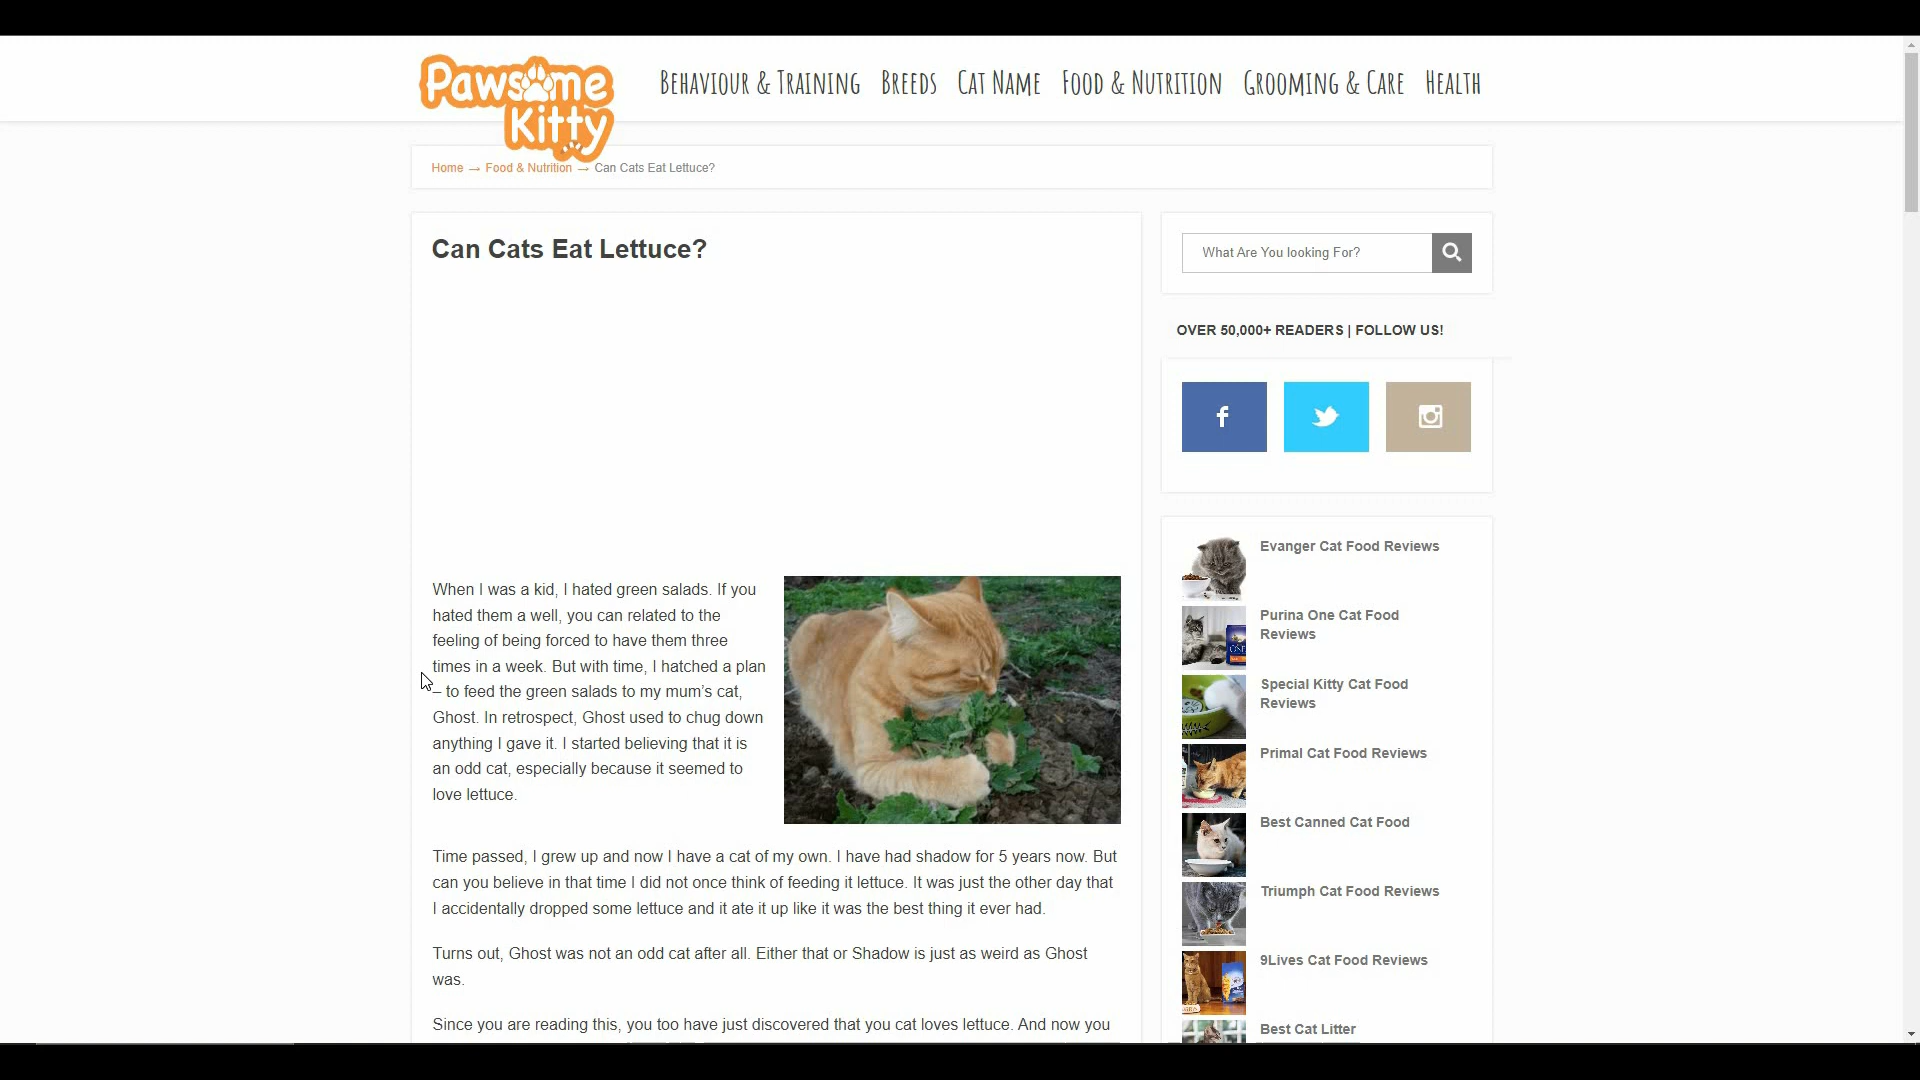 Pawsome
Kitty
Behaviour & Training Breeds Cat Name Food & Nutrition Grooming & Care Health
Home → Food & Nutrition → Can Cats Eat Lettuce?
Can Cats Eat Lettuce?
When I was a kid, I hated green salads. If you
hated them a well, you can related to the
feeling of being forced to have them three
times in a week. But with time, I hatched a plan
– to feed the green salads to my mum’s cat,
Ghost. In retrospect, Ghost used to chug down
anything I gave it. I started believing that it is
an odd cat, especially because it seemed to
love lettuce.
Time passed, I grew up and now I have a cat of my own. I have had shadow for 5 years now. But
can you believe in that time I did not once think of feeding it lettuce. It was just the other day that
I accidentally dropped some lettuce and it ate it up like it was the best thing it ever had.
Turns out, Ghost was not an odd cat after all. Either that or Shadow is just as weird as Ghost
was.
Since you are reading this, you too have just discovered that you cat loves lettuce. And now you
What Are You looking For?
OVER 50,000+ READERS | FOLLOW US!
Evanger Cat Food Reviews
Purina One Cat Food
Reviews
Special Kitty Cat Food
Reviews
Primal Cat Food Reviews
Best Canned Cat Food
Triumph Cat Food Reviews
9Lives Cat Food Reviews
Best Cat Litter